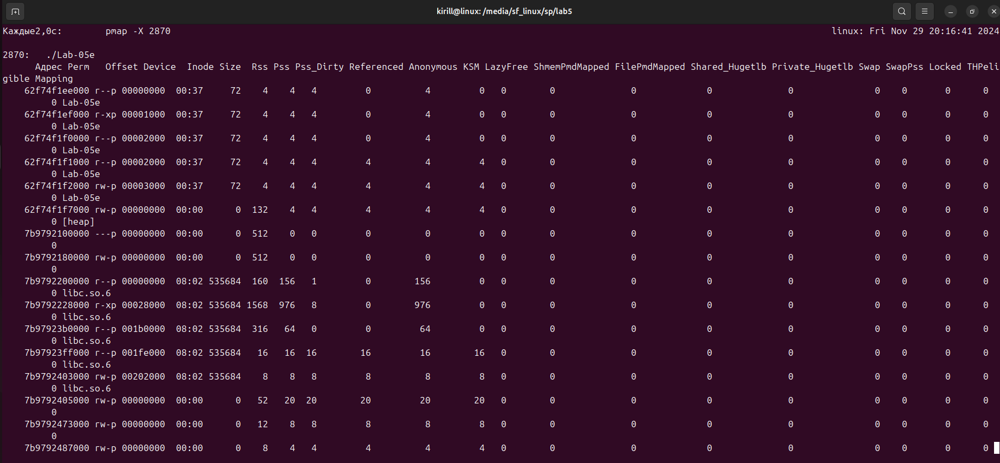 kirill@linux: /media/sf_linux/sp/lab5
Каждые2,0с:        pmap -X 2870                    linux: Fri Nov 29 20:16:41 2024
2870:   ./Lab-05e
      Адрес Perm   Offset Device  Inode Size  Rss Pss Pss_Dirty Referenced Anonymous KSM LazyFree ShmemPmdMapped FilePmdMapped Shared_Hugetlb Private_Hugetlb Swap SwapPss Locked THPeli
gible Mapping
62f74f1ee000 r--p 00000000  00:37     72    4    4   4         0          4         0   0        0              0             0              0               0    0       0      0
0 Lab-05e
62f74f1ef000 r-xp 00001000  00:37     72    4    4   4         0          4         0   0        0              0             0              0               0    0       0      0
0 Lab-05e
62f74f1f0000 r--p 00002000  00:37     72    4    4   4         0          4         0   0        0              0             0              0               0    0       0      0
0 Lab-05e
62f74f1f1000 r--p 00002000  00:37     72    4    4   4         4          4         4   0        0              0             0              0               0    0       0      0
0 Lab-05e
62f74f1f2000 rw-p 00003000  00:37     72    4    4   4         4          4         4   0        0              0             0              0               0    0       0      0
0 Lab-05e
62f74f1f7000 rw-p 00000000  00:00      0  132    4   4         4          4         4   0        0              0             0              0               0    0       0      0
0 [heap]
7b9792100000 ---p 00000000  00:00      0  512    0   0         0          0         0   0        0              0             0              0               0    0       0      0
0
7b9792180000 rw-p 00000000  00:00      0  512    0   0         0          0         0   0        0              0             0              0               0    0       0      0
0
7b9792200000 r--p 00000000  08:02 535684  160  156   1         0        156         0   0        0              0             0              0               0    0       0      0
0 libc.so.6
7b9792228000 r-xp 00028000  08:02 535684 1568  976   8         0        976         0   0        0              0             0              0               0    0       0      0
0 libc.so.6
7b97923b0000 r--p 001b0000  08:02 535684  316   64   0         0         64         0   0        0              0             0              0               0    0       0      0
0 libc.so.6
7b97923ff000 r--p 001fe000  08:02 535684   16   16  16        16         16        16   0        0              0             0              0               0    0       0      0
0 libc.so.6
7b9792403000 rw-p 00202000  08:02 535684    8    8   8         8          8         8   0        0              0             0              0               0    0       0      0
0 libc.so.6
7b9792405000 rw-p 00000000  00:00      0   52   20  20        20         20        20   0        0              0             0              0               0    0       0      0
0
7b9792473000 rw-p 00000000  00:00      0   12    8   8         8          8         8   0        0              0             0              0               0    0       0      0
0
7b9792487000 rw-p 00000000  00:00      0    8    4   4         4          4         4   0        0              0             0              0               0    0       0      0